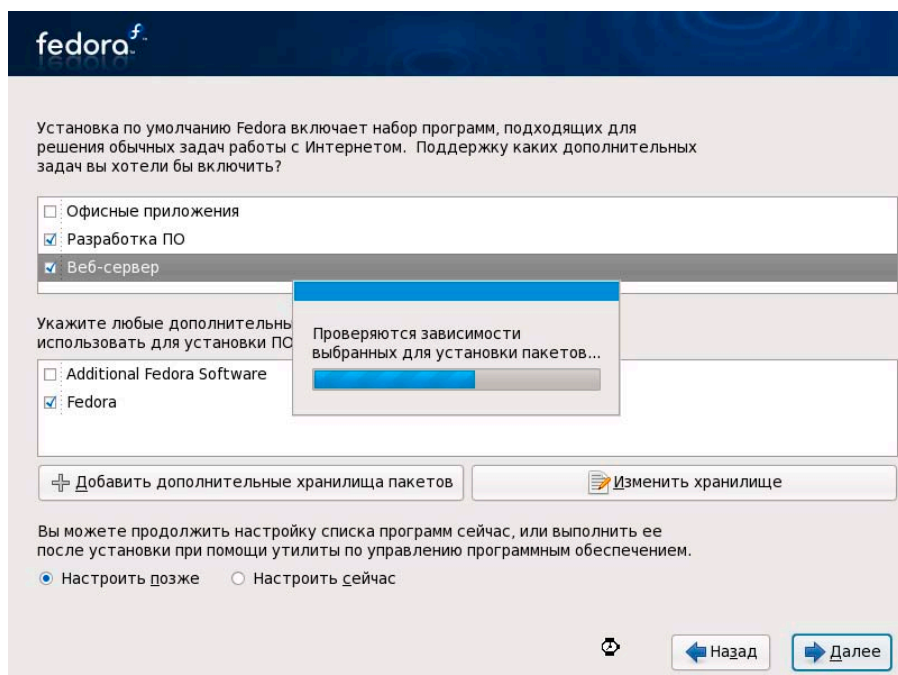 fedora
Установка по умолчанию Fedora включает набор программ, подходящих для
решения обычных задач работы с Интернетом.  Поддержку каких дополнительных
задач вы хотели бы включить?
Офисные приложения
Разработка ПО
Веб-сервер
Укажите любые
использовать для установки ПО
Проверяются зависимости
выбранных для установки пакетов...
Additional Fedora Software
Fedora
Добавить дополнительные хранилища пакетов
Изменить хранилище
Вы можете продолжить настройку списка программ сейчас, или выполнить ее
после установки при помощи утилиты по управлению программным обеспечением.
Настроить позже
Настроить сейчас
Назад
Далее